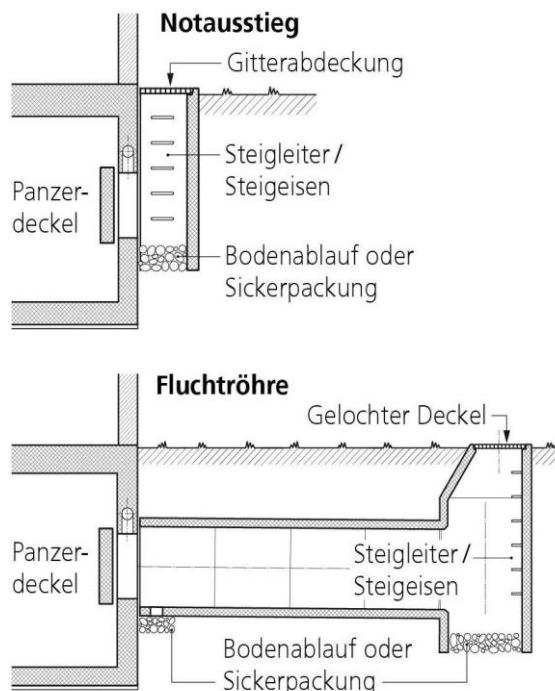 Notausstieg
Gitterabdeckung
Steigleiter /
Steigeisen
Panzer-
deckel
Bodenablauf oder
Sickerpackung
Fluchtröhre
Gelochter Deckel
Panzer-
deckel
Steigleiter /
Steigeisen
Bodenablauf oder
Sickerpackung